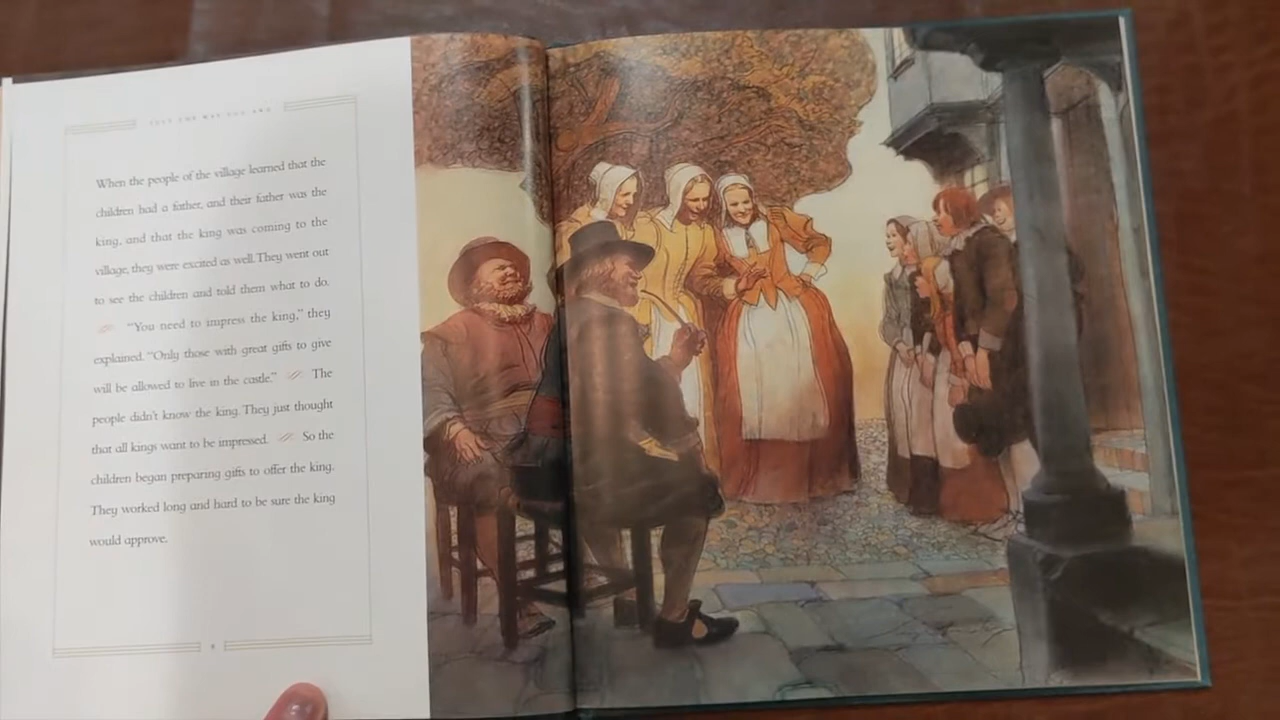 JUST THE WAY YOU ARE
When the people of the village learned that the
children had a father, and their father was the
king, and that the king was coming to the
village, they were excited as well. They went out
to see the children and told them what to do.
"You need to impress the king," they
explained. "Only those with great gifts to give
will be allowed to live in the castle." The
people didn't know the king. They just thought
that all kings want to be impressed. So the
children began preparing gifts to offer the king.
They worked long and hard to be sure the king
would approve.